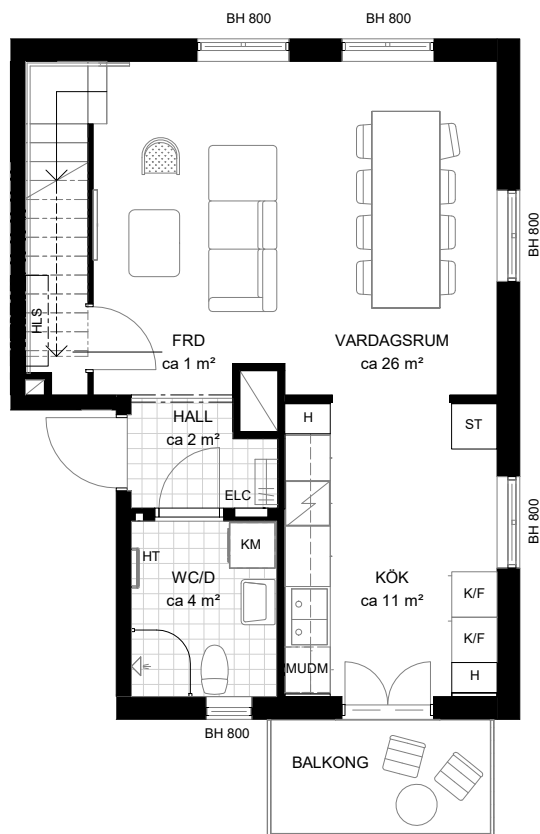 BH 800
BH 800
BH 800
HLS
FRD
ca 1 m²
VARDAGSRUM
ca 26 m²
HALL
ca 2 m²
H
ST
ELC
BH 800
KM
HT
WC/D
ca 4 m²
KÖK
ca 11 m²
K/F
K/F
MUDM
H
BH 800
BALKONG